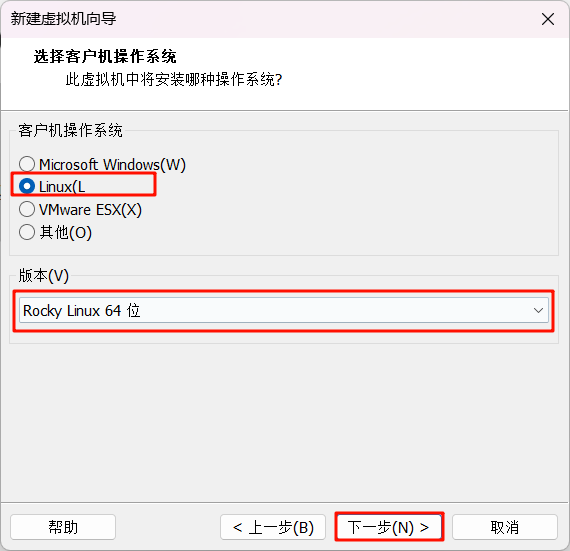 新建虚拟机向导
选择客户机操作系统
此虚拟机中将安装哪种操作系统?
客户机操作系统
Microsoft Windows(W)
Linux(L
VMware ESX(X)
其他(O)
版本(V)
Rocky Linux 64 位
帮助
< 上一步(B)
下一步(N) >
取消